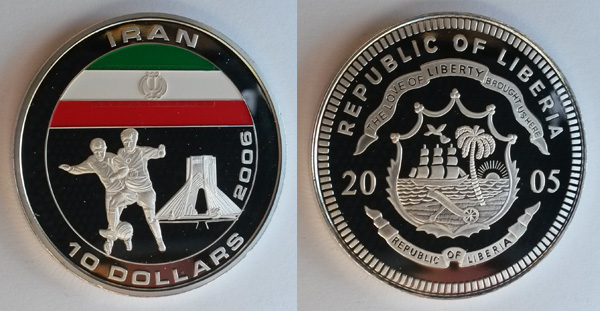 IRAN
2006
10 DOLLARS
REPUBLIC OF LIBERIA
THE LOVE OF LIBERTY BROUGHT US HERE
20 05
REPUBLIC OF LIBERIA